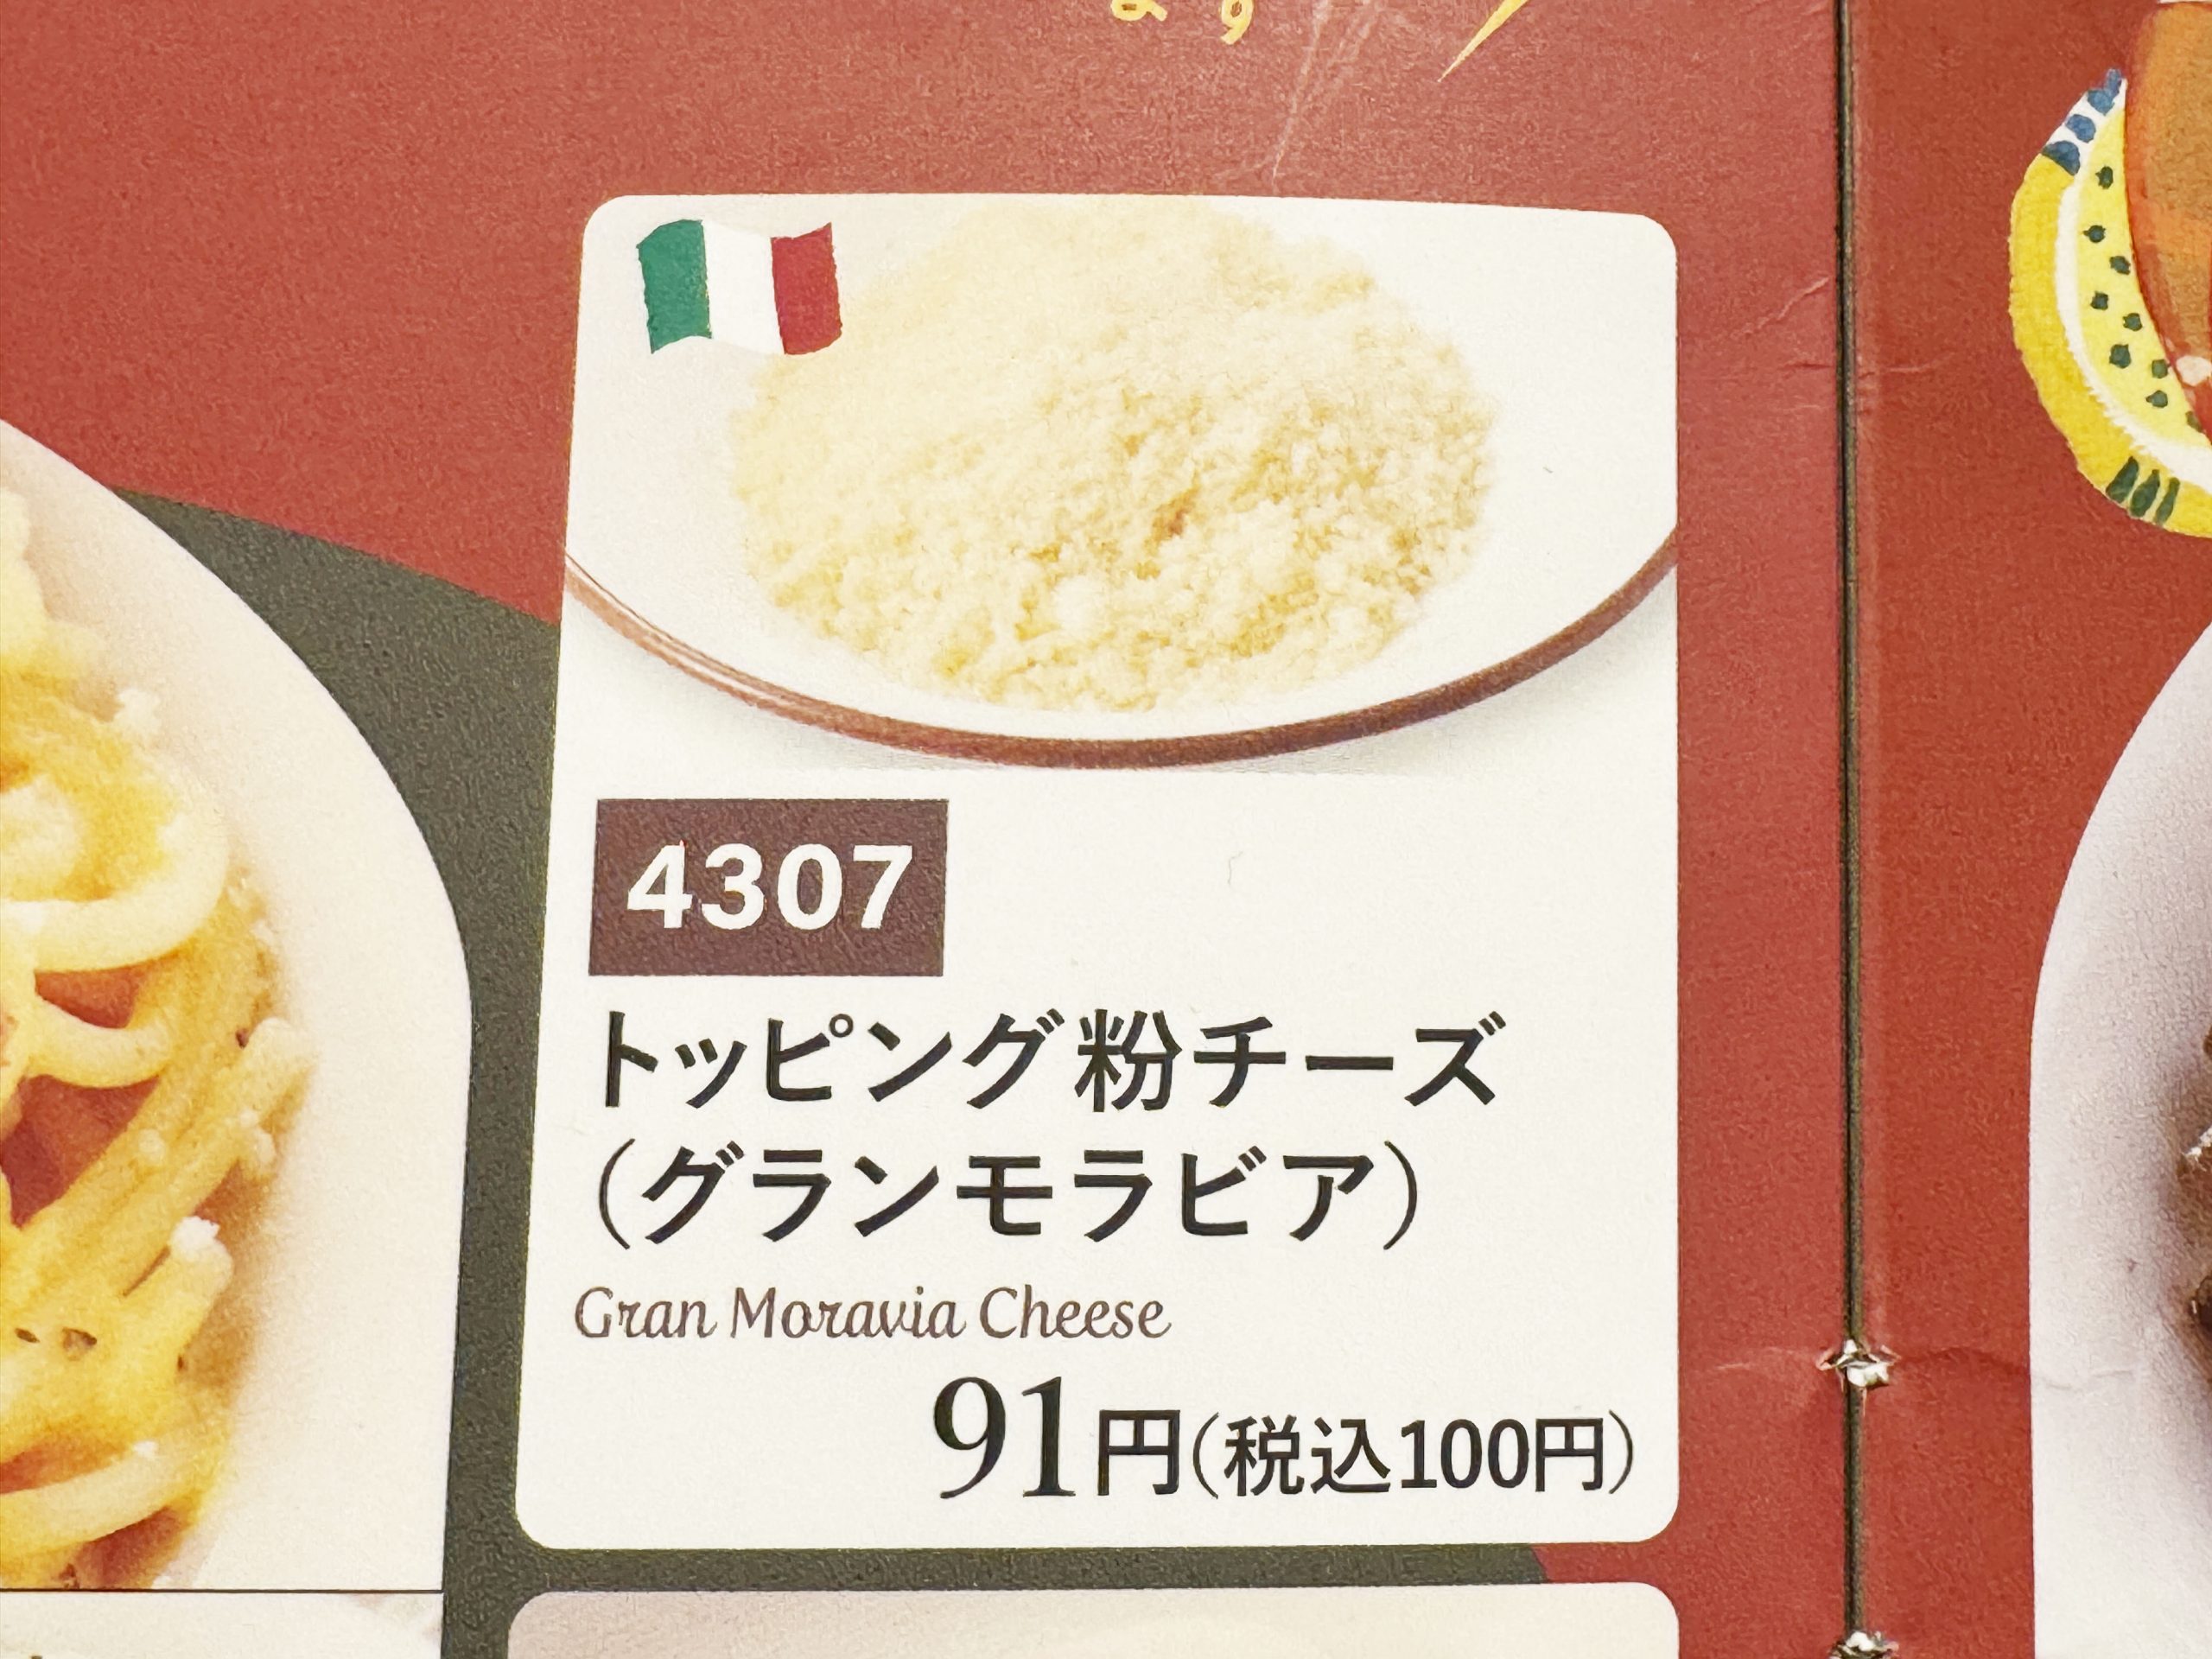 4307
トッピング粉チーズ
（グランモラビア）
Gran Moravia Cheese
91円（税込100円）